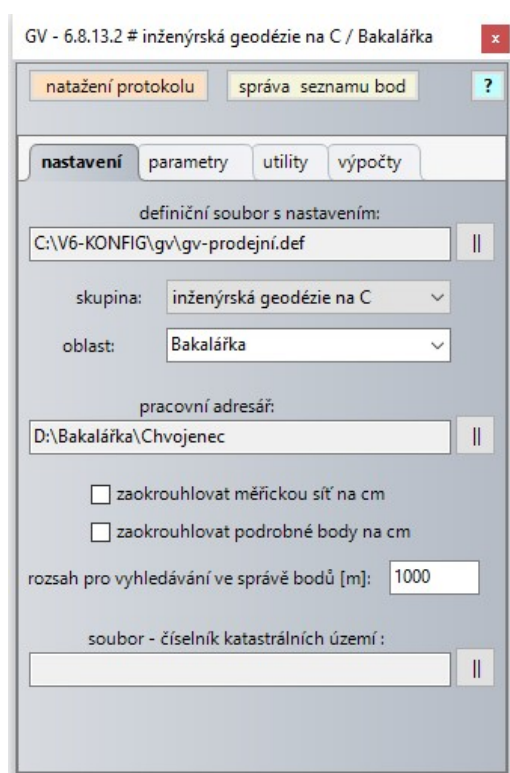 GV - 6.8.13.2 # inženýrská geodézie na C / Bakalářka x
natažení protokolu správa seznamu bod ?
nastavení parametry utility výpočty
definiční soubor s nastavením:
C:\V6-KONFIG\gv\gv-prodejní.def ||
skupina: inženýrská geodézie na C
oblast: Bakalářka
pracovní adresář:
D:\Bakalářka\Chvojenec ||
zaokrouhlovat měřickou síť na cm
zaokrouhlovat podrobné body na cm
rozsah pro vyhledávání ve správě bodů [m]: 1000
soubor - číselník katastrálních území :
||